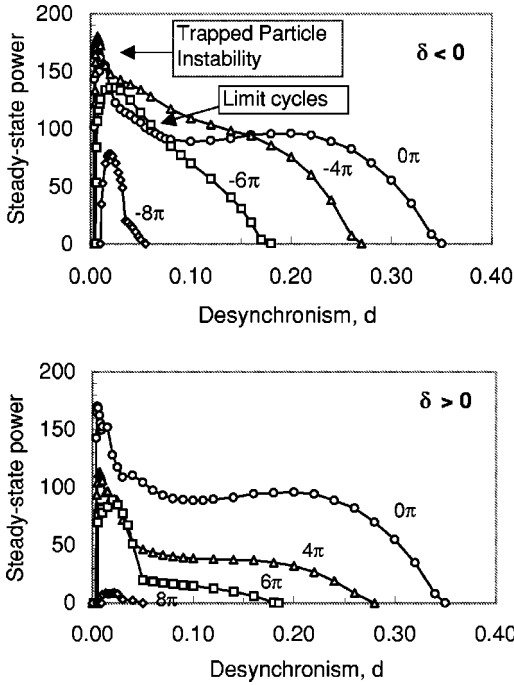 200
Trapped Particle
Instability
δ < 0
150
Limit cycles
100
0π
-4π
-6π
50
-8π
0
0.00 0.10 0.20 0.30 0.40
Steady-state power
Desynchronism, d
200
δ > 0
150
100
0π
50
4π
6π
8π
0
0.00 0.10 0.20 0.30 0.40
Steady-state power
Desynchronism, d